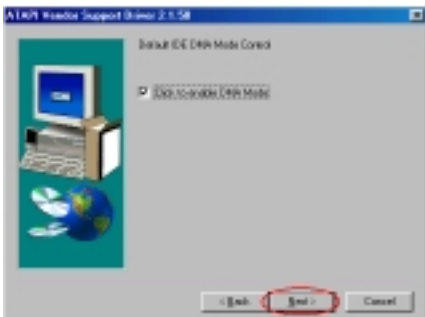 ATAPI Vendor Support Driver 2.1.50
Default IDE DMA Mode Control
Click to enable DMA Mode
< Back
Next >
Cancel